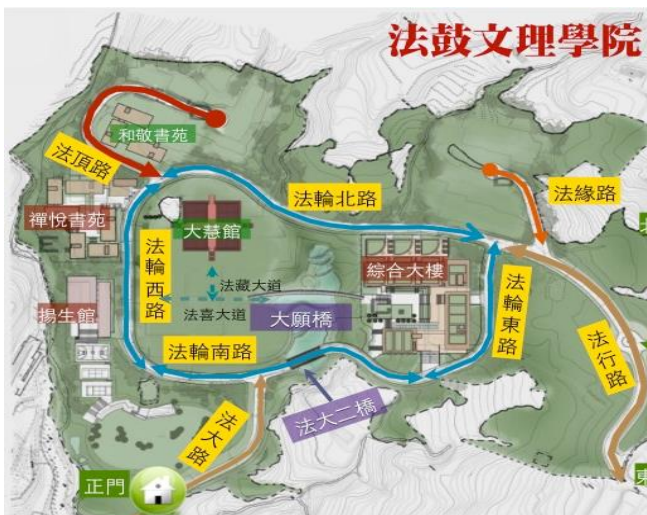 法鼓文理學院
和敬書苑
法頂路
法輪北路
法緣路
禪悅書苑
大慧館
法輪西路
綜合大樓
法藏大道
法喜大道
大願橋
法輪東路
揚生館
法輪南路
法行路
法大二橋
法大路
正門
東